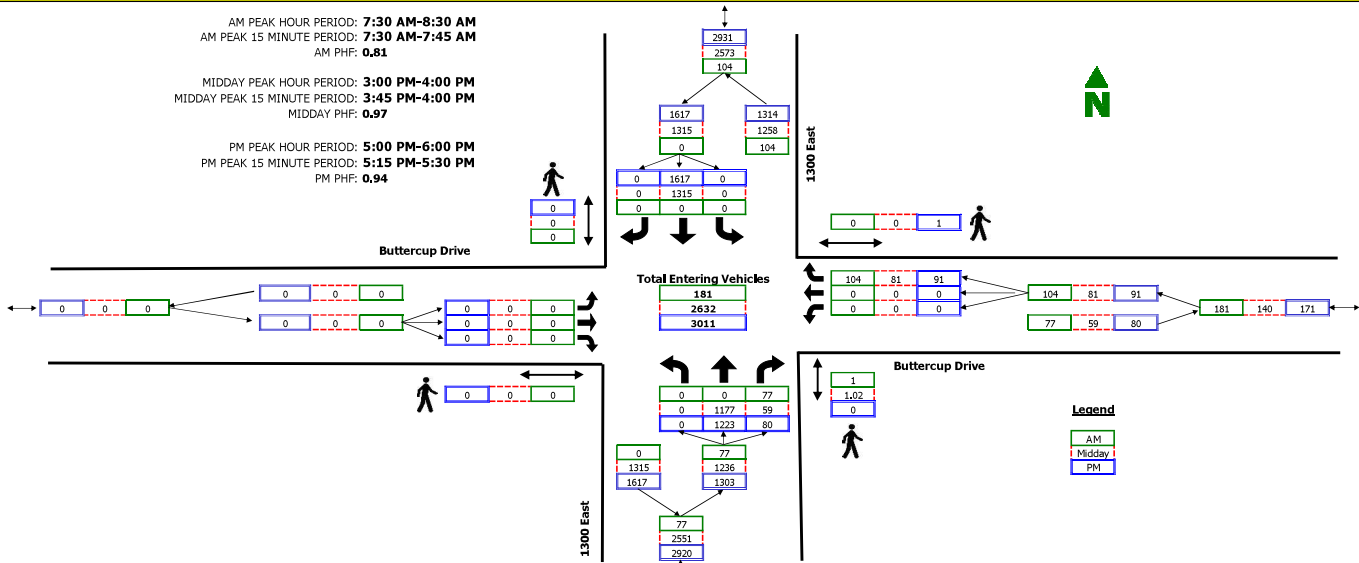 AM PEAK HOUR PERIOD: 7:30 AM-8:30 AM
AM PEAK 15 MINUTE PERIOD: 7:30 AM-7:45 AM
AM PHF: 0.81
MIDDAY PEAK HOUR PERIOD: 3:00 PM-4:00 PM
MIDDAY PEAK 15 MINUTE PERIOD: 3:45 PM-4:00 PM
MIDDAY PHF: 0.97
PM PEAK HOUR PERIOD: 5:00 PM-6:00 PM
PM PEAK 15 MINUTE PERIOD: 5:15 PM-5:30 PM
PM PHF: 0.94
2931
2573
104
1617
1315
0
1314
1258
104
0 1617 0
0 1315 0
0 0 0
1300 East
N
0
0
0
Buttercup Drive
0 0 1
0 0 0
0 0 0
0 0 0
0 0 0
0 0 0
0 0 0
Total Entering Vehicles
181
2632
3011
104 81 91
0 0 0
0 0 0
104 81 91
77 59 80
181 140 171
Buttercup Drive
0 0 0
0 0 77
0 1177 59
0 1223 80
1
1.02
0
0
1315
1617
77
1236
1303
77
2551
2920
1300 East
Legend
AM
Midday
PM